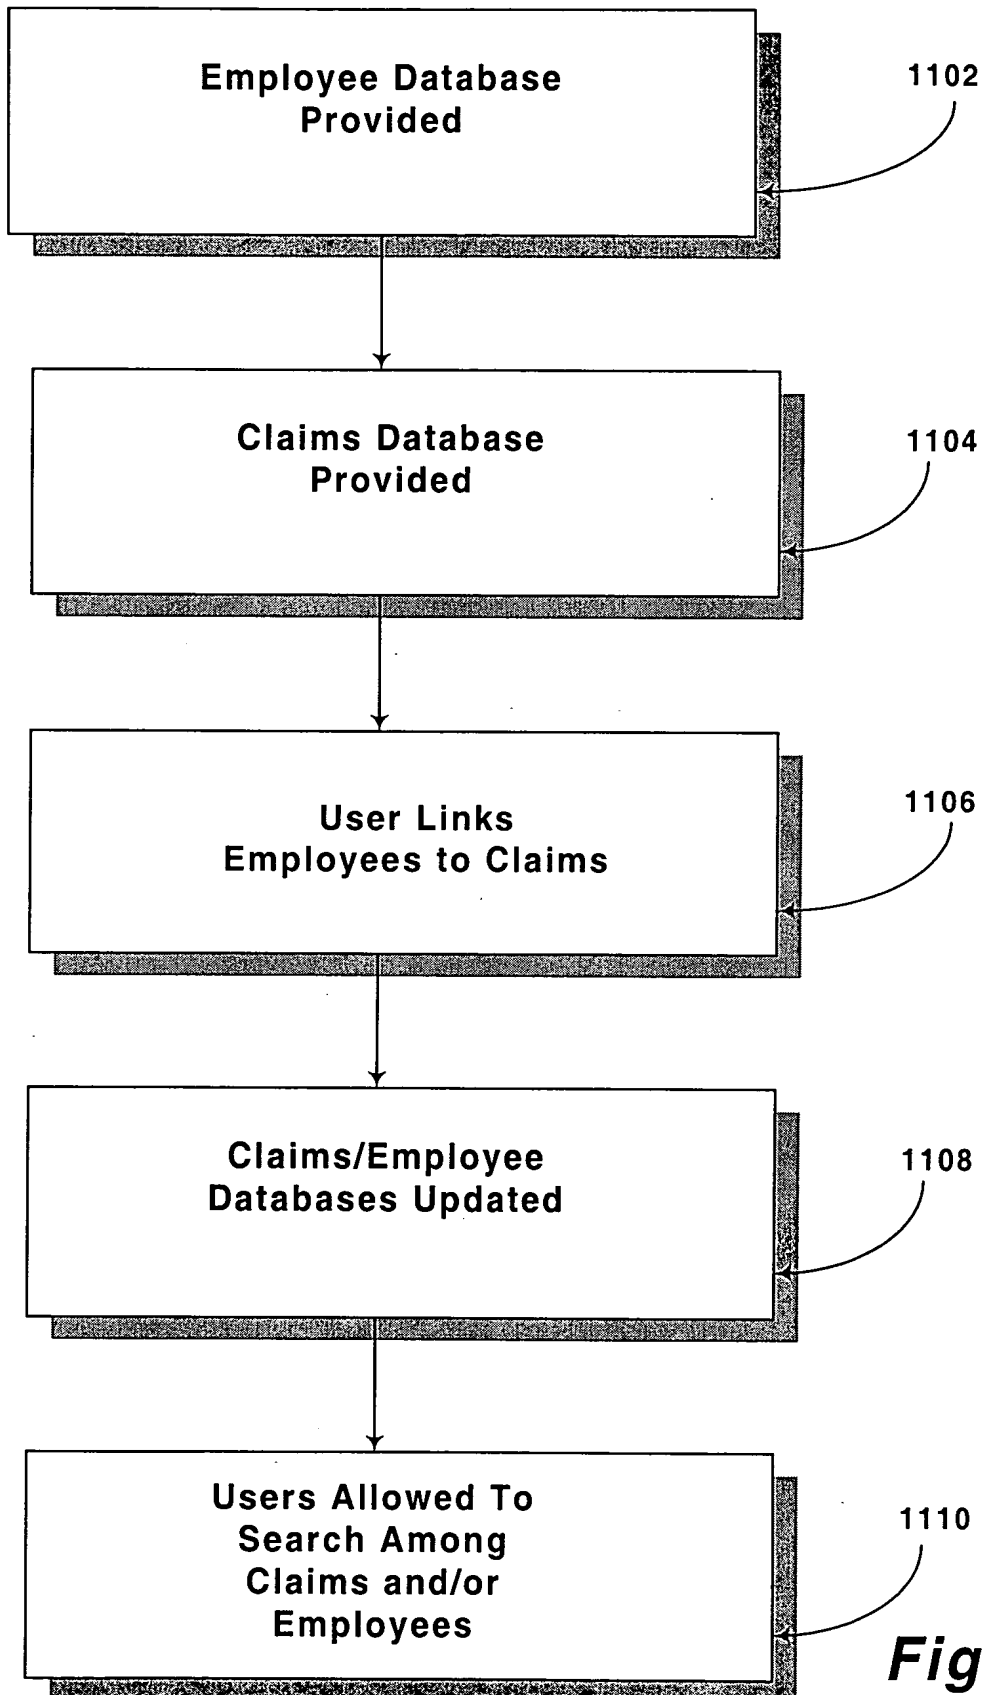 Employee Database
Provided
1102
Claims Database
Provided
1104
User Links
Employees to Claims
1106
Claims/Employee
Databases Updated
1108
Users Allowed To
Search Among
Claims and/or
Employees
1110
Fig